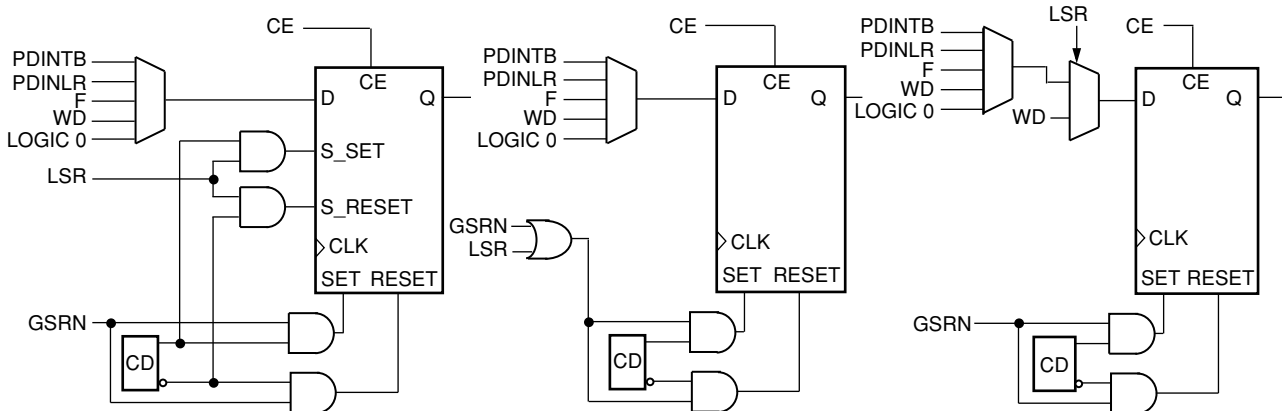 CE
PDINTB
PDINLR
F
WD
LOGIC 0
D
CE
Q
S_SET
LSR
S_RESET
CLK
SET RESET
GSRN
CD
CE
PDINTB
PDINLR
F
WD
LOGIC 0
D
CE
Q
GSRN
LSR
CLK
SET RESET
CD
LSR
CE
PDINTB
PDINLR
F
WD
LOGIC 0
WD
D
CE
Q
CLK
SET RESET
GSRN
CD